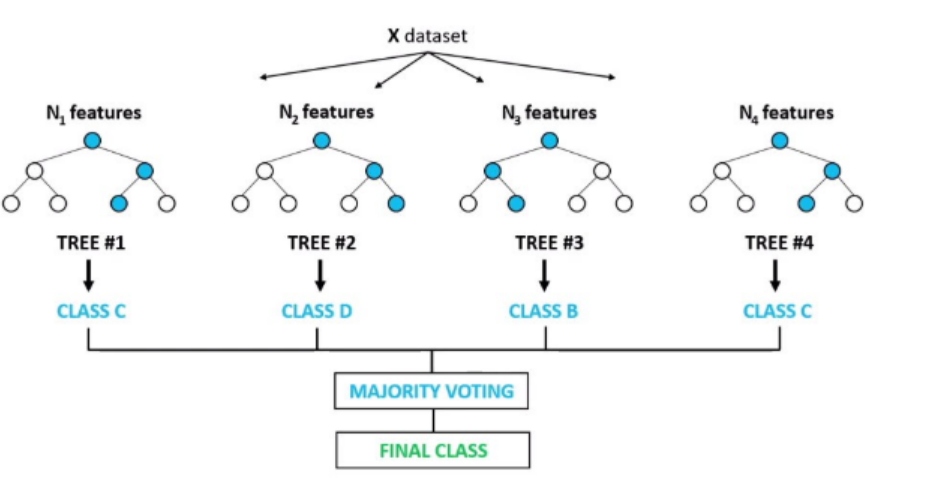 X dataset
N₁ features
N₂ features
N₃ features
N₄ features
TREE #1
TREE #2
TREE #3
TREE #4
CLASS C
CLASS D
CLASS B
CLASS C
MAJORITY VOTING
FINAL CLASS